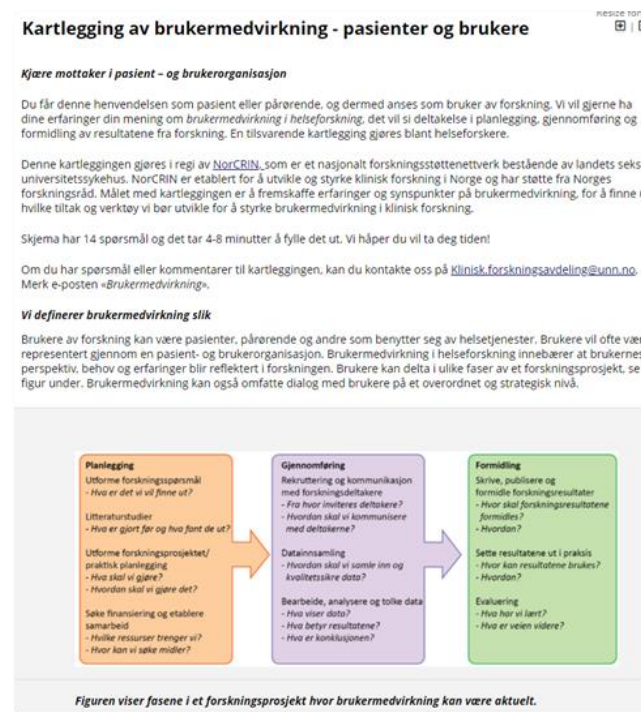 Resize fon
Kartlegging av brukermedvirkning - pasienter og brukere
Kjære mottaker i pasient – og brukerorganisasjon
Du får denne henvendelsen som pasient eller pårørende, og dermed anses som bruker av forskning. Vi vil gjerne ha
dine erfaringer din mening om brukermedvirkning i helseforskning, det vil si deltakelse i planlegging, gjennomføring og
formidling av resultatene fra forskning. En tilsvarende kartlegging gjøres blant helseforskere.
Denne kartleggingen gjøres i regi av NorCRIN, som er et nasjonalt forskningsstøttenettverk bestående av landets seks
universitetssykehus. NorCRIN er etablert for å utvikle og styrke klinisk forskning i Norge og har støtte fra Norges
forskningsråd. Målet med kartleggingen er å fremskaffe erfaringer og synspunkter på brukermedvirkning, for å finne
hvilke tiltak og verktøy vi bør utvikle for å styrke brukermedvirkning i klinisk forskning.
Skjema har 14 spørsmål og det tar 4-8 minutter å fylle det ut. Vi håper du vil ta deg tiden!
Om du har spørsmål eller kommentarer til kartleggingen, kan du kontakte oss på Klinisk.forskningsavdeling@unn.no.
Merk e-posten «Brukermedvirkning».
Vi definerer brukermedvirkning slik
Brukere av forskning kan være pasienter, pårørende og andre som benytter seg av helsetjenester. Brukere vil ofte vær
representert gjennom en pasient- og brukerorganisasjon. Brukermedvirkning i helseforskning innebærer at brukernes
perspektiv, behov og erfaringer blir reflektert i forskningen. Brukere kan delta i ulike faser av et forskningsprosjekt, se
figur under. Brukermedvirkning kan også omfatte dialog med brukere på et overordnet og strategisk nivå.
Planlegging
Utforme forskningsspørsmål
- Hva er det vi vil finne ut?
Litteraturstudier
- Hva er gjort før og hva fant de ut?
Utforme forskningsprosjektet/
praktisk planlegging
- Hva skal vi gjøre?
- Hvordan skal vi gjøre det?
Søke finansiering og etablere
samarbeid
- Hvilke ressurser trenger vi?
- Hvor kan vi søke midler?
Gjennomføring
Rekruttering og kommunikasjon
med forskningsdeltakere
- Fra hvor inviteres deltakere?
- Hvordan skal vi kommunisere
med deltakerne?
Datainnsamling
- Hvordan skal vi samle inn og
kvalitetssikre data?
Bearbeide, analysere og tolke data
- Hva viser data?
- Hva betyr resultatene?
- Hva er konklusjonen?
Formidling
Skrive, publisere og
formidle forskningsresultater
- Hvor skal forskningsresultatene
formidles?
- Hvordan?
Sette resultatene ut i praksis
- Hvor kan resultatene brukes?
- Hvordan?
Evaluering
- Hva har vi lært?
- Hva er veien videre?
Figuren viser fasene i et forskningsprosjekt hvor brukermedvirkning kan være aktuelt.